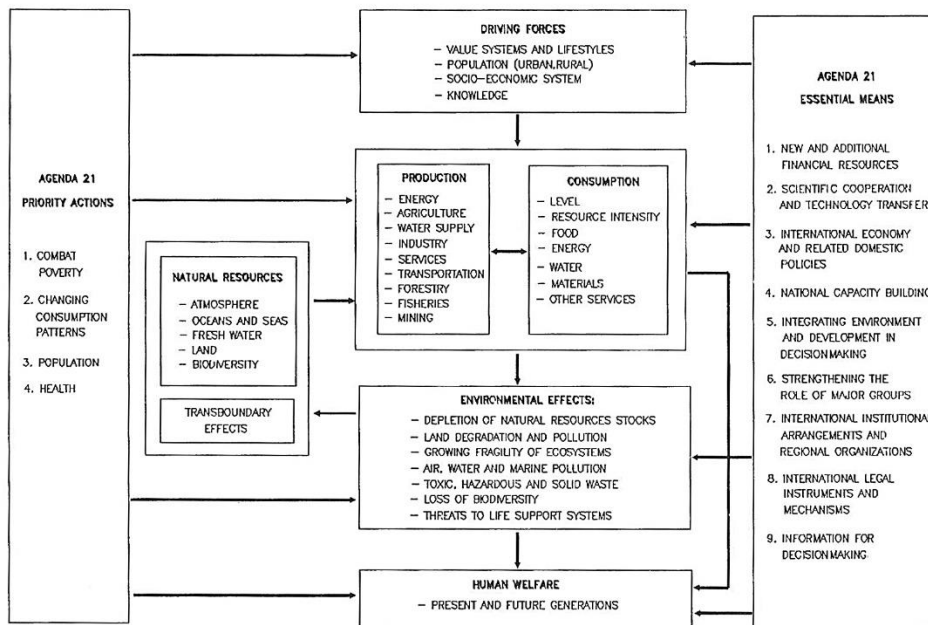 DRIVING FORCES
– VALUE SYSTEMS AND LIFESTYLES
– POPULATION (URBAN,RURAL)
– SOCIO-ECONOMIC SYSTEM
– KNOWLEDGE
AGENDA 21
PRIORITY ACTIONS
1. COMBAT
POVERTY
2. CHANGING
CONSUMPTION
PATTERNS
3. POPULATION
4. HEALTH
NATURAL RESOURCES
– ATMOSPHERE
– OCEANS AND SEAS
– FRESH WATER
– LAND
– BIODIVERSITY
TRANSBOUNDARY
EFFECTS
PRODUCTION
– ENERGY
– AGRICULTURE
– WATER SUPPLY
– INDUSTRY
– SERVICES
– TRANSPORTATION
– FORESTRY
– FISHERIES
– MINING
CONSUMPTION
– LEVEL
– RESOURCE INTENSITY
– FOOD
– ENERGY
– WATER
– MATERIALS
– OTHER SERVICES
ENVIRONMENTAL EFFECTS:
– DEPLETION OF NATURAL RESOURCES STOCKS
– LAND DEGRADATION AND POLLUTION
– GROWING FRAGILITY OF ECOSYSTEMS
– AIR, WATER AND MARINE POLLUTION
– TOXIC, HAZARDOUS AND SOLID WASTE
– LOSS OF BIODIVERSITY
– THREATS TO LIFE SUPPORT SYSTEMS
HUMAN WELFARE
– PRESENT AND FUTURE GENERATIONS
AGENDA 21
ESSENTIAL MEANS
1. NEW AND ADDITIONAL
FINANCIAL RESOURCES
2. SCIENTIFIC COOPERATION
AND TECHNOLOGY TRANSFER
3. INTERNATIONAL ECONOMY
AND RELATED DOMESTIC
POLICIES
4. NATIONAL CAPACITY BUILDING
5. INTEGRATING ENVIRONMENT
AND DEVELOPMENT IN
DECISIONMAKING
6. STRENGTHENING THE
ROLE OF MAJOR GROUPS
7. INTERNATIONAL INSTITUTIONAL
ARRANGEMENTS AND
REGIONAL ORGANIZATIONS
8. INTERNATIONAL LEGAL
INSTRUMENTS AND
MECHANISMS
9. INFORMATION FOR
DECISIONMAKING